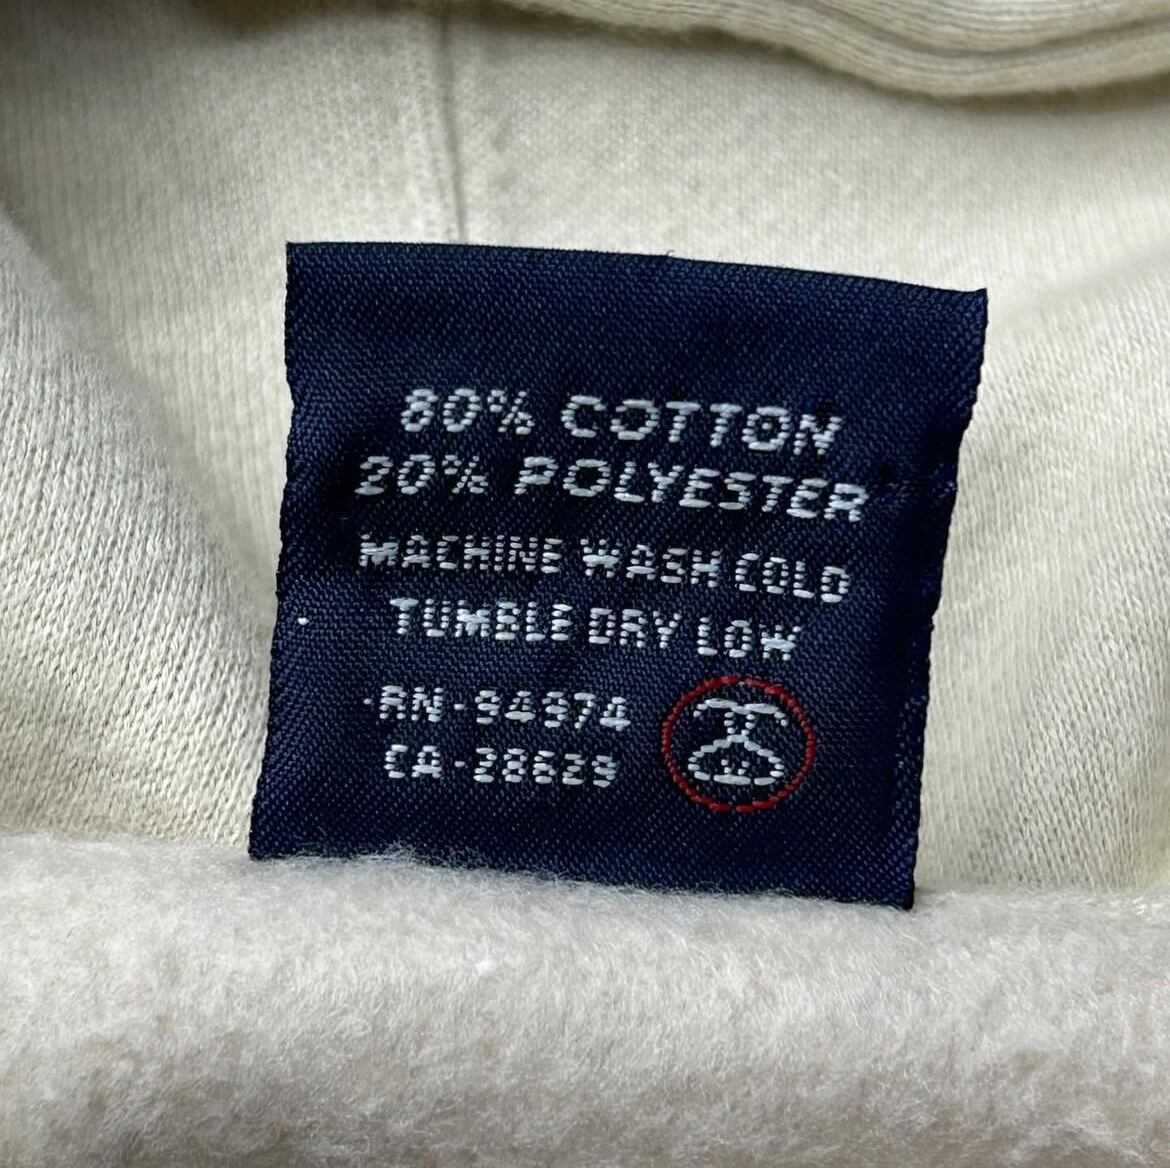 80% COTTON
20% POLYESTER
MACHINE WASH COLD
TUMBLE DRY LOW
RN-94974
CA-28629